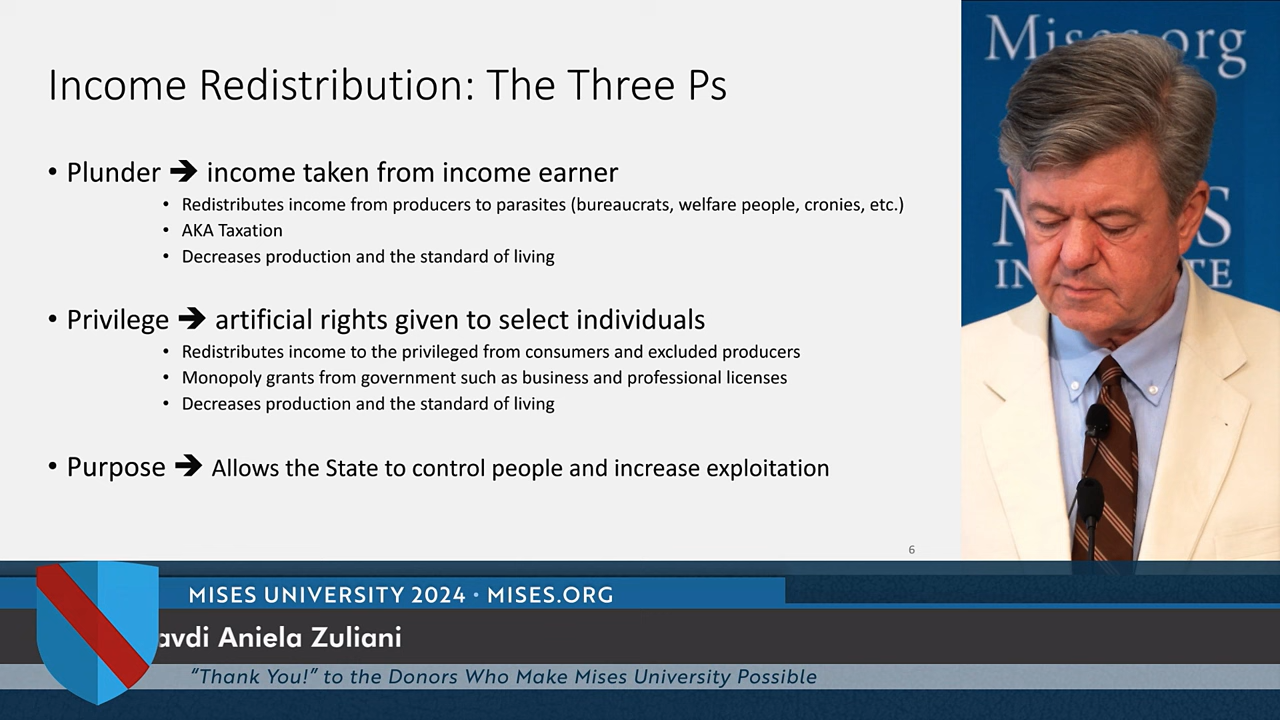 Income Redistribution: The Three Ps
• Plunder ➔ income taken from income earner
• Redistributes income from producers to parasites (bureaucrats, welfare people, cronies, etc.)
• AKA Taxation
• Decreases production and the standard of living
• Privilege ➔ artificial rights given to select individuals
• Redistributes income to the privileged from consumers and excluded producers
• Monopoly grants from government such as business and professional licenses
• Decreases production and the standard of living
• Purpose ➔ Allows the State to control people and increase exploitation
6
Mises.org
MISES UNIVERSITY 2024 • MISES.ORG
Aniela Zuliani
“Thank You!” to the Donors Who Make Mises University Possible